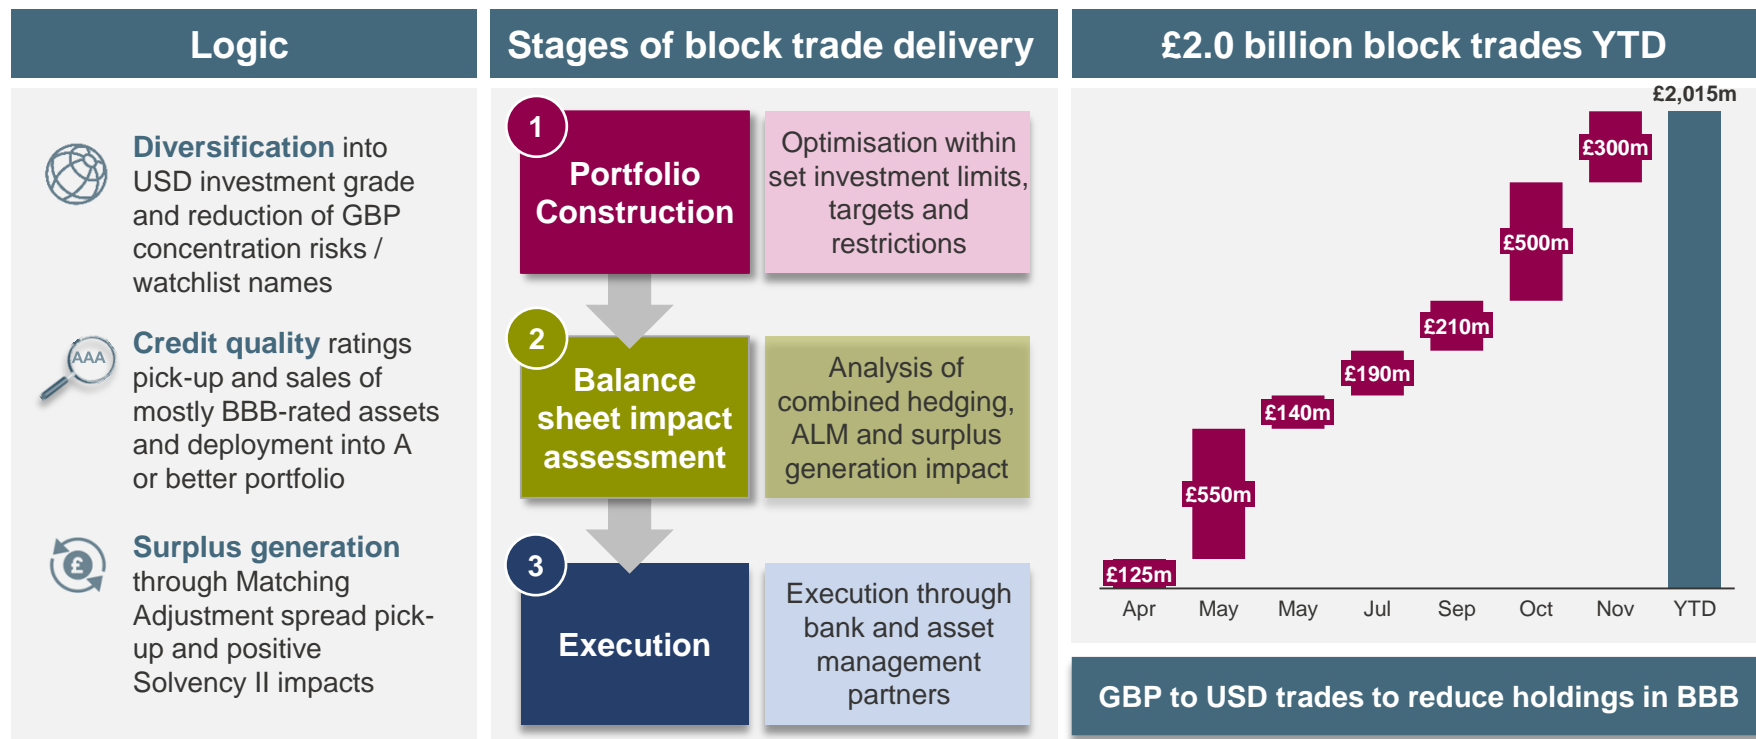 Logic
Diversification into
USD investment grade
and reduction of GBP
concentration risks /
watchlist names
AAA
Credit quality ratings
pick-up and sales of
mostly BBB-rated assets
and deployment into A
or better portfolio
£
Surplus generation
through Matching
Adjustment spread pick-
up and positive
Solvency II impacts
Stages of block trade delivery
1
Portfolio
Construction
Optimisation within
set investment limits,
targets and
restrictions
2
Balance
sheet impact
assessment
Analysis of
combined hedging,
ALM and surplus
generation impact
3
Execution
Execution through
bank and asset
management
partners
£2.0 billion block trades YTD
£2,015m
£300m
£500m
£210m
£190m
£140m
£550m
£125m
Apr May May Jul Sep Oct Nov YTD
GBP to USD trades to reduce holdings in BBB